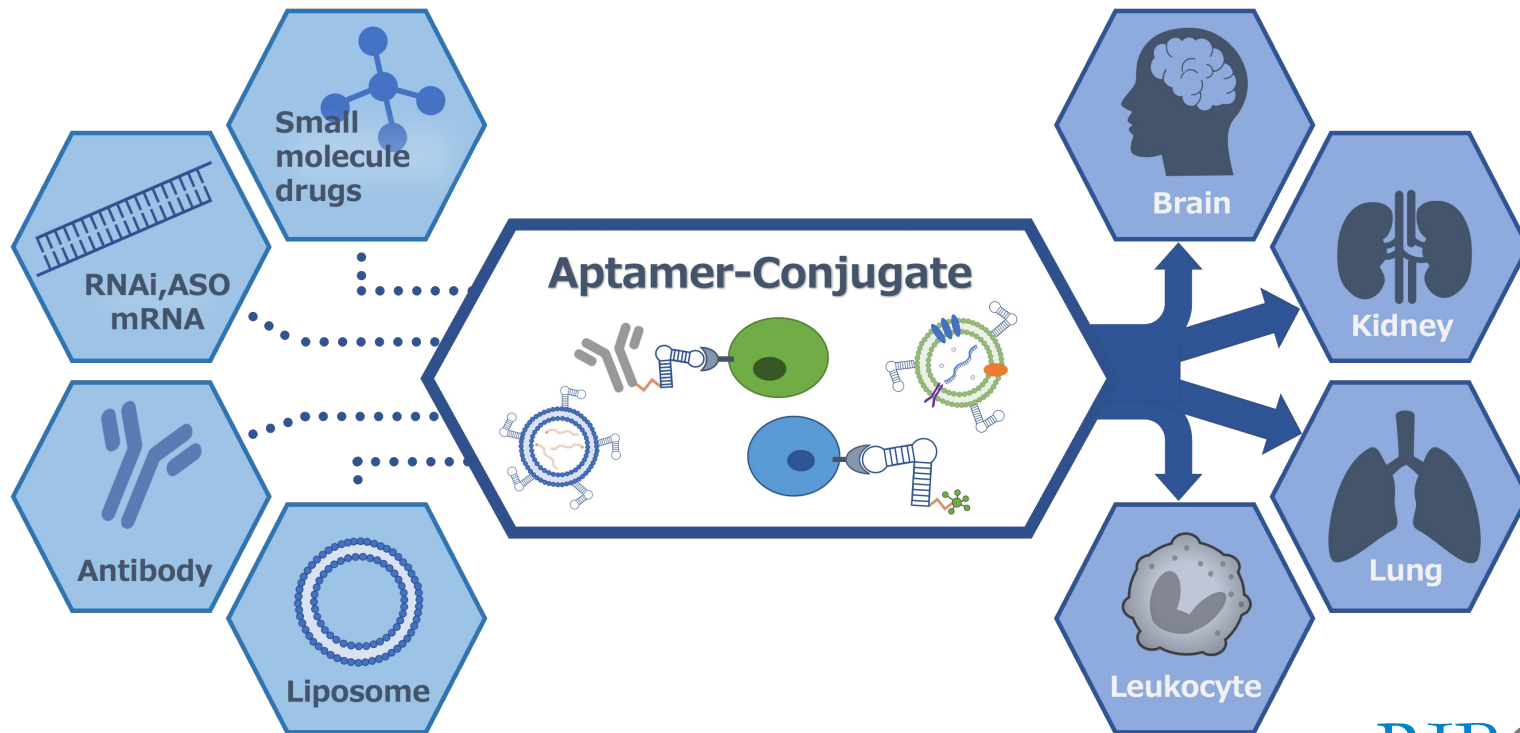 Small
molecule
drugs
RNAi,ASO
mRNA
Antibody
Liposome
Aptamer-Conjugate
Brain
Kidney
Lung
Leukocyte